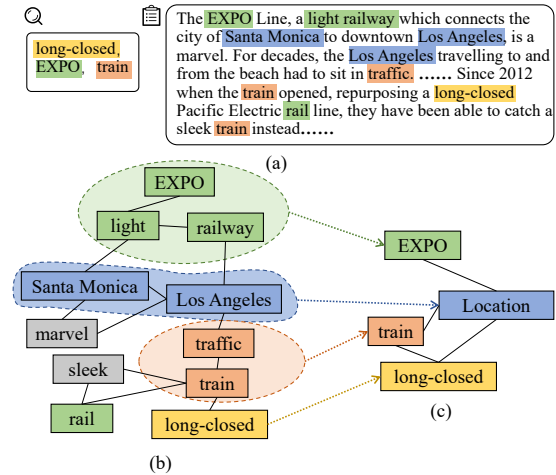 long-closed,
EXPO, train
The EXPO Line, a light railway which connects the
city of Santa Monica to downtown Los Angeles, is a
marvel. For decades, the Los Angeles travelling to and
from the beach had to sit in traffic. ...... Since 2012
when the train opened, repurposing a long-closed
Pacific Electric rail line, they have been able to catch a
sleek train instead......
(a)
EXPO
light
railway
Santa Monica
Los Angeles
marvel
traffic
sleek
train
rail
long-closed
(b)
EXPO
Location
train
long-closed
(c)